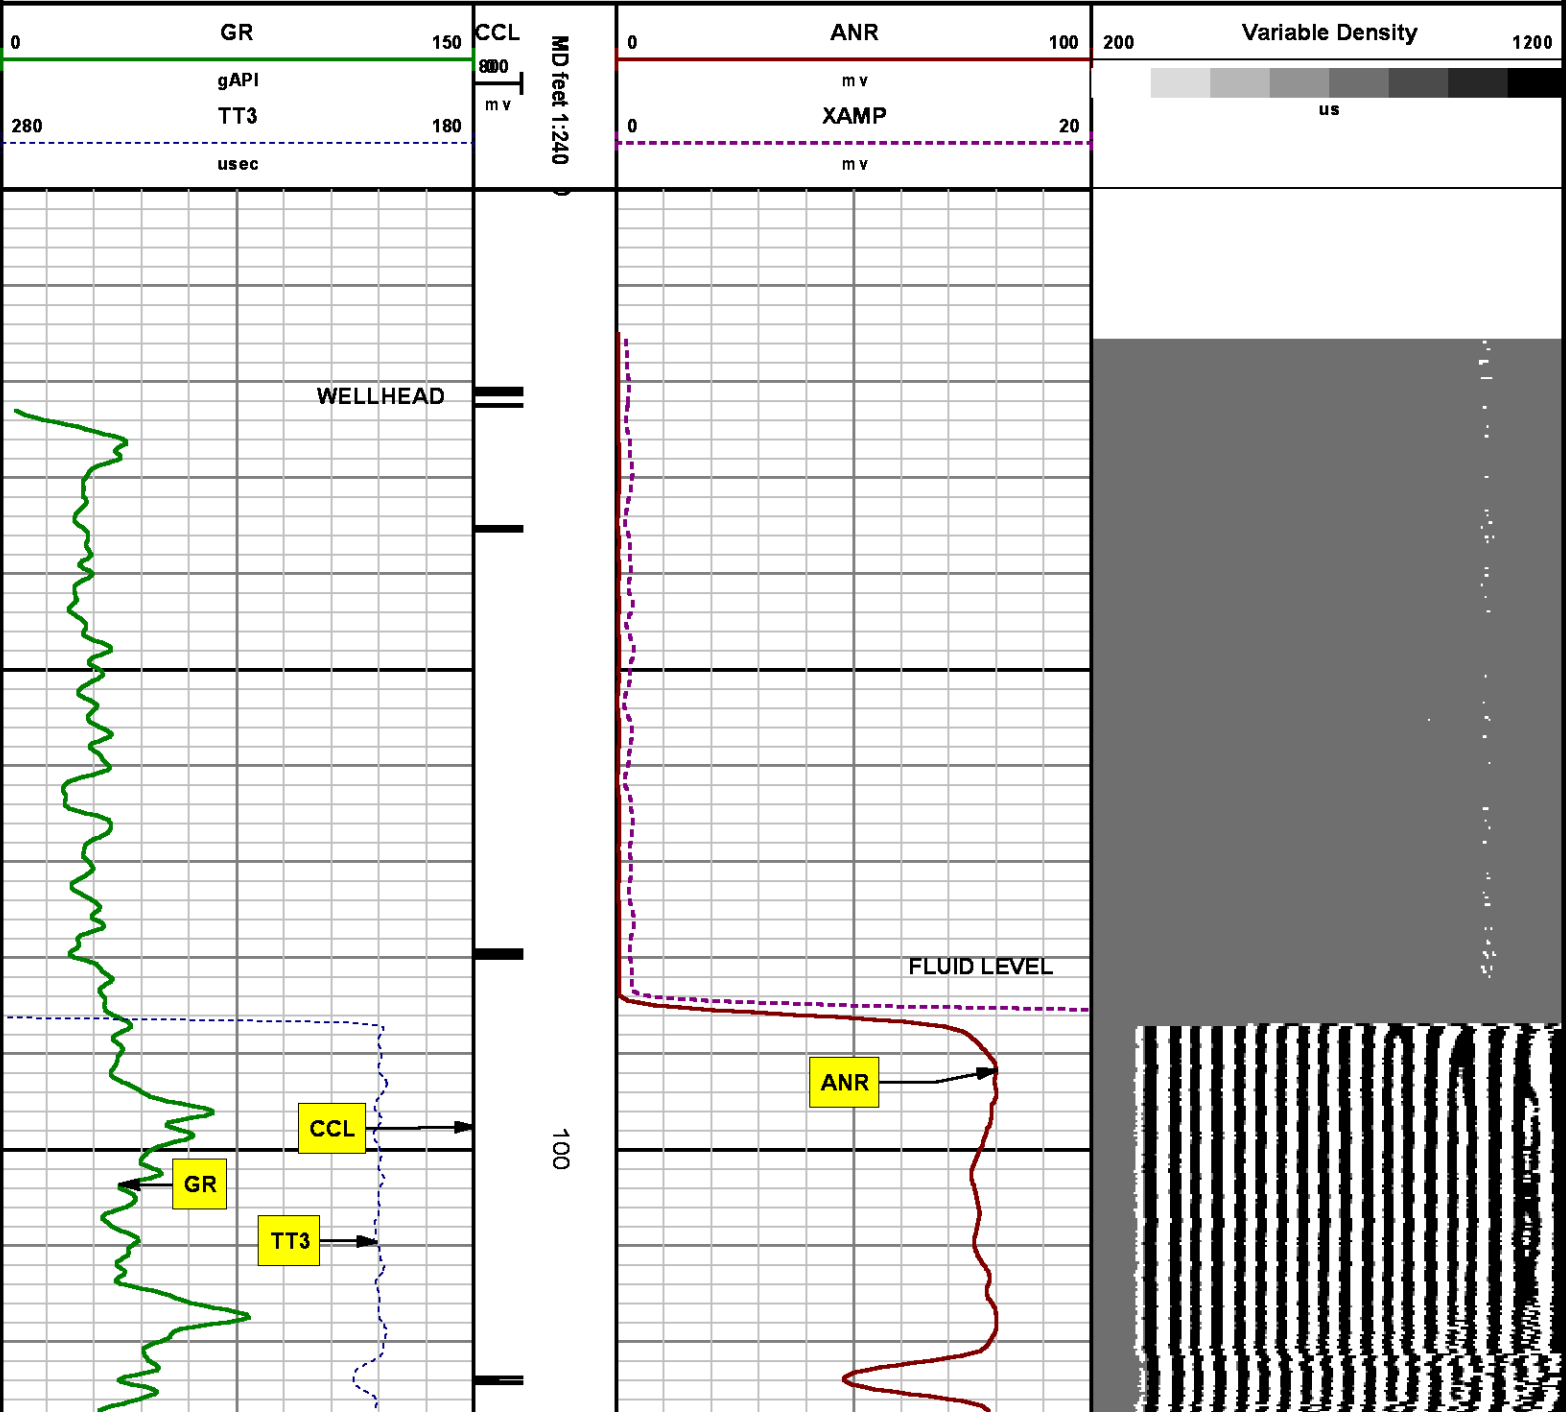 GR
0 150
gAPI
TT3
280 180
usec
CCL
mv
MD feet 1:240
ANR
0 100
mv
XAMP
0 20
mv
Variable Density
200 1200
us
WELLHEAD
FLUID LEVEL
ANR
CCL
100
GR
TT3